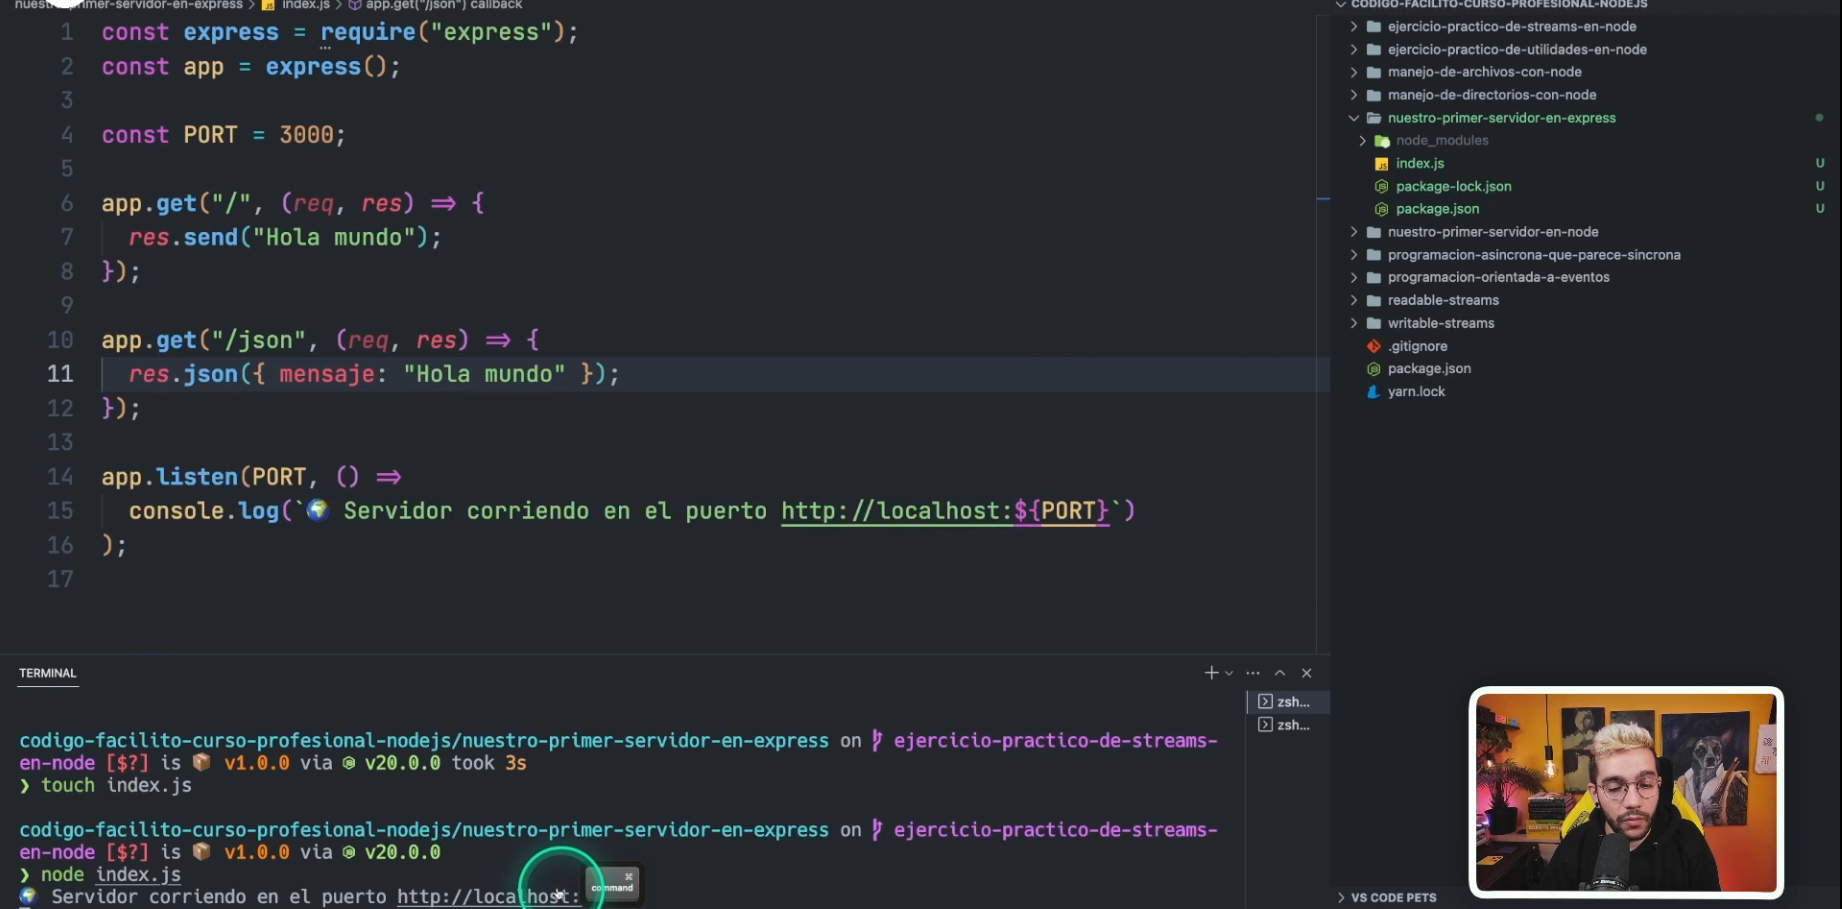 nuestro-primer-servidor-en-express > index.js > app.get("/json") callback
1 const express = require("express");
2 const app = express();
3
4 const PORT = 3000;
5
6 app.get("/", (req, res) => {
7 res.send("Hola mundo");
8 });
9
10 app.get("/json", (req, res) => {
11 res.json({ mensaje: "Hola mundo" });
12 });
13
14 app.listen(PORT, () =>
15 console.log(`🌍 Servidor corriendo en el puerto http://localhost:${PORT}`)
16 );
17
TERMINAL
zsh...
zsh...
codigo-facilito-curso-profesional-nodejs/nuestro-primer-servidor-en-express on ejercicio-practico-de-streams-
en-node [$?] is 📦 v1.0.0 via v20.0.0 took 3s
❯ touch index.js
codigo-facilito-curso-profesional-nodejs/nuestro-primer-servidor-en-express on ejercicio-practico-de-streams-
en-node [$?] is 📦 v1.0.0 via v20.0.0
❯ node index.js
🌍 Servidor corriendo en el puerto http://localhost:
⌘
command
CODIGO-FACILITO-CURSO-PROFESIONAL-NODEJS
ejercicio-practico-de-streams-en-node
ejercicio-practico-de-utilidades-en-node
manejo-de-archivos-con-node
manejo-de-directorios-con-node
nuestro-primer-servidor-en-express
node_modules
index.js U
package-lock.json U
package.json U
nuestro-primer-servidor-en-node
programacion-asincrona-que-parece-sincrona
programacion-orientada-a-eventos
readable-streams
writable-streams
.gitignore
package.json
yarn.lock
VS CODE PETS